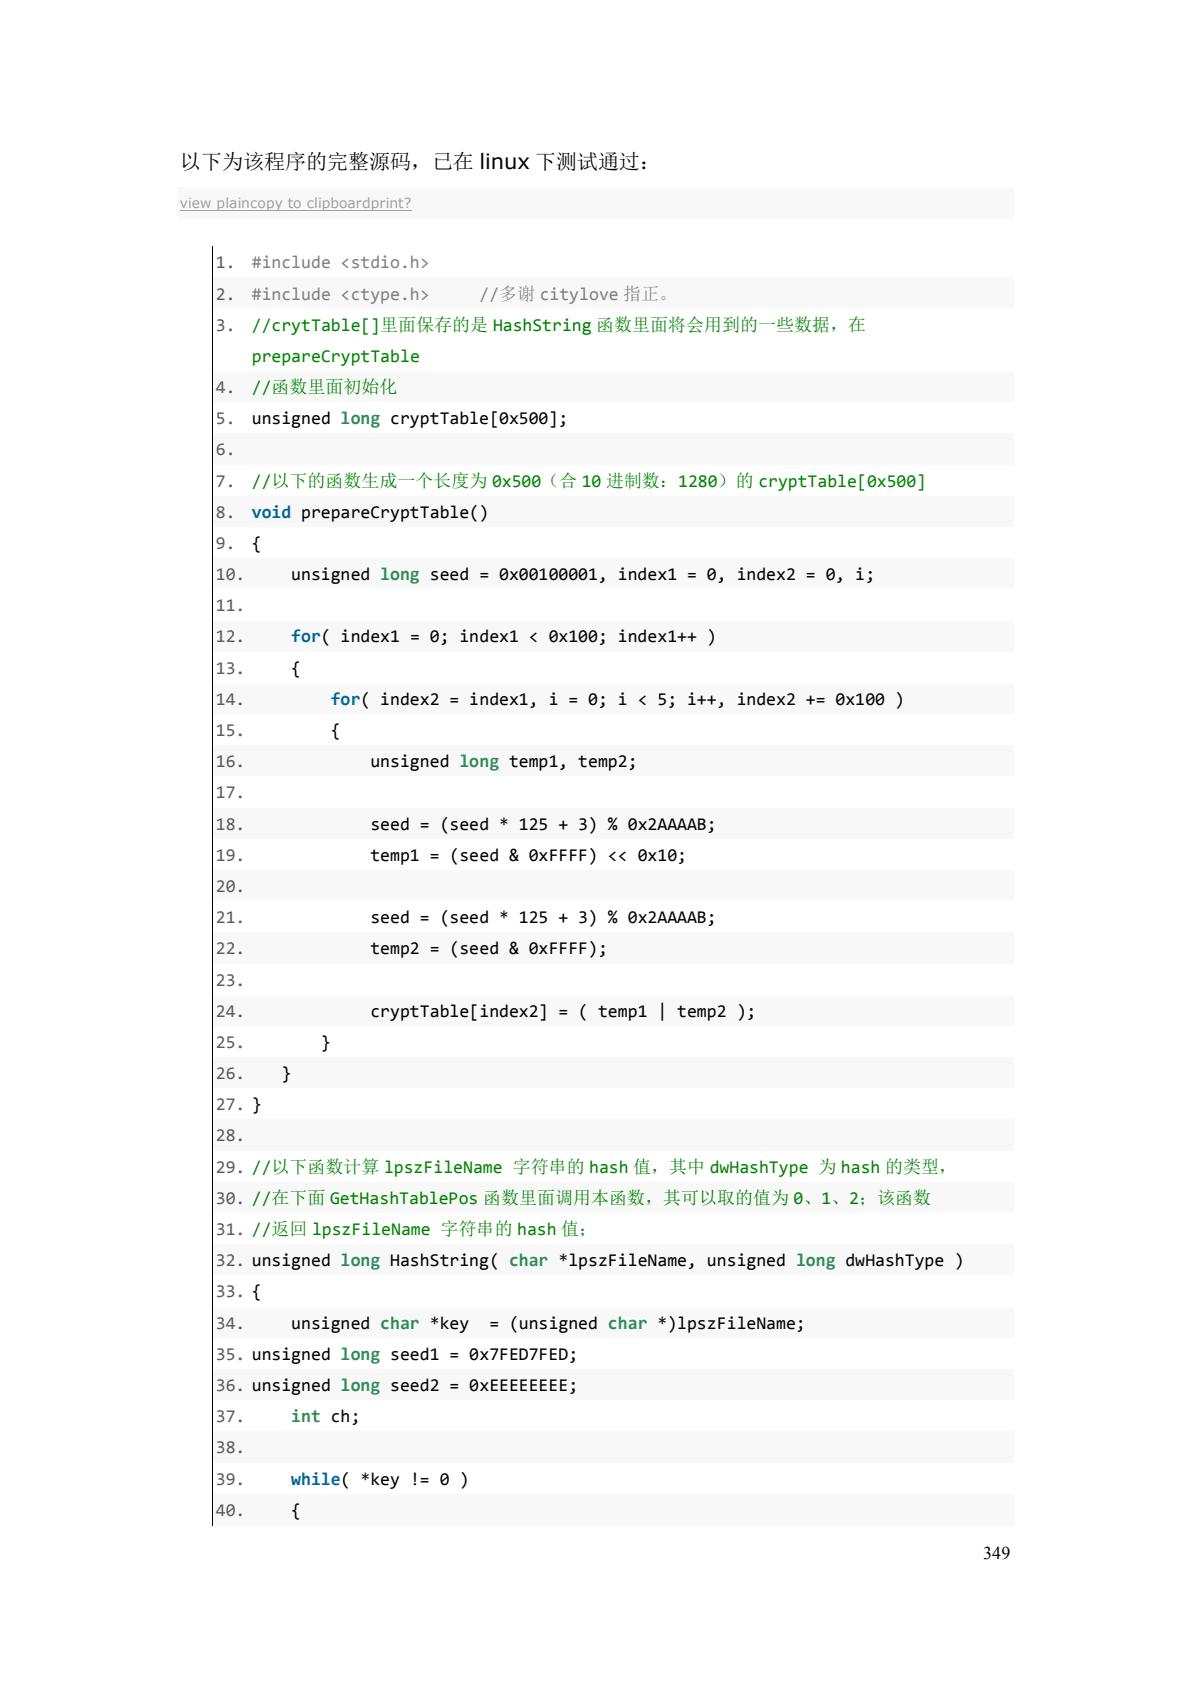 以下为该程序的完整源码，已在 linux 下测试通过：
view plaincopy to clipboardprint?
1. #include <stdio.h>
2. #include <ctype.h>     //多谢 citylove 指正。
3. //crytTable[]里面保存的是 HashString 函数里面将会用到的一些数据，在
prepareCryptTable
4. //函数里面初始化
5. unsigned long cryptTable[0x500];
6.
7. //以下的函数生成一个长度为 0x500（合 10 进制数：1280）的 cryptTable[0x500]
8. void prepareCryptTable()
9. {
10.     unsigned long seed = 0x00100001, index1 = 0, index2 = 0, i;
11.
12.     for( index1 = 0; index1 < 0x100; index1++ )
13.     {
14.         for( index2 = index1, i = 0; i < 5; i++, index2 += 0x100 )
15.         {
16.             unsigned long temp1, temp2;
17.
18.             seed = (seed * 125 + 3) % 0x2AAAAB;
19.             temp1 = (seed & 0xFFFF) << 0x10;
20.
21.             seed = (seed * 125 + 3) % 0x2AAAAB;
22.             temp2 = (seed & 0xFFFF);
23.
24.             cryptTable[index2] = ( temp1 | temp2 );
25.        }
26.    }
27. }
28.
29. //以下函数计算 lpszFileName 字符串的 hash 值，其中 dwHashType 为 hash 的类型，
30. //在下面 GetHashTablePos 函数里面调用本函数，其可以取的值为 0、1、2；该函数
31. //返回 lpszFileName 字符串的 hash 值；
32. unsigned long HashString( char *lpszFileName, unsigned long dwHashType )
33. {
34.     unsigned char *key  = (unsigned char *)lpszFileName;
35. unsigned long seed1 = 0x7FED7FED;
36. unsigned long seed2 = 0xEEEEEEEE;
37.     int ch;
38.
39.     while( *key != 0 )
40.     {
349